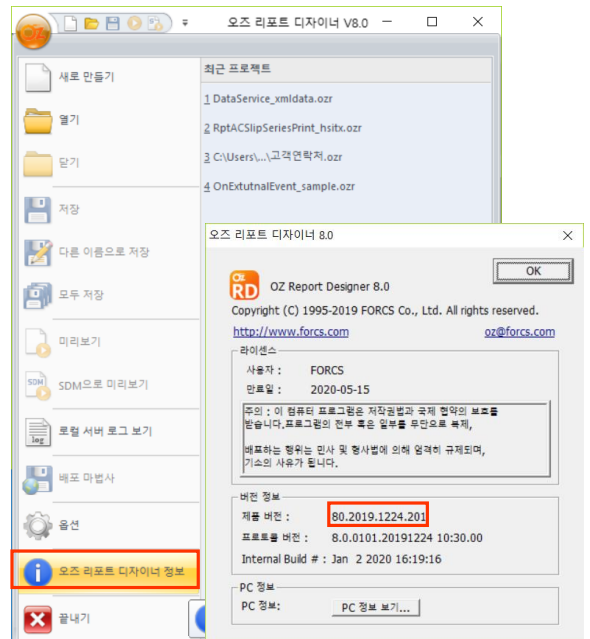 오즈 리포트 디자이너 V8.0
새로 만들기
열기
닫기
저장
다른 이름으로 저장
모두 저장
미리보기
SDM으로 미리보기
로컬 서버 로그 보기
배포 마법사
옵션
오즈 리포트 디자이너 정보
끝내기
최근 프로젝트
1 DataService_xmldata.ozr
2 RptACSlipSeriesPrint_hsitx.ozr
3 C:\Users\...\고객연락처.ozr
4 OnExtutnalEvent_sample.ozr
오즈 리포트 디자이너 8.0
OK
OZ
RD
OZ Report Designer 8.0
Copyright (C) 1995-2019 FORCS Co., Ltd. All rights reserved.
http://www.forcs.com oz@forcs.com
라이센스
사용자 : FORCS
만료일 : 2020-05-15
주의 : 이 컴퓨터 프로그램은 저작권법과 국제 협약의 보호를
받습니다.프로그램의 전부 혹은 일부를 무단으로 복제,
배포하는 행위는 민사 및 형사법에 의해 엄격히 규제되며,
기소의 사유가 됩니다.
버전 정보
제품 버전 : 80.2019.1224.201
프로토콜 버전 : 8.0.0101.20191224 10:30.00
Internal Build # : Jan 2 2020 16:19:16
PC 정보
PC 정보: PC 정보 보기...